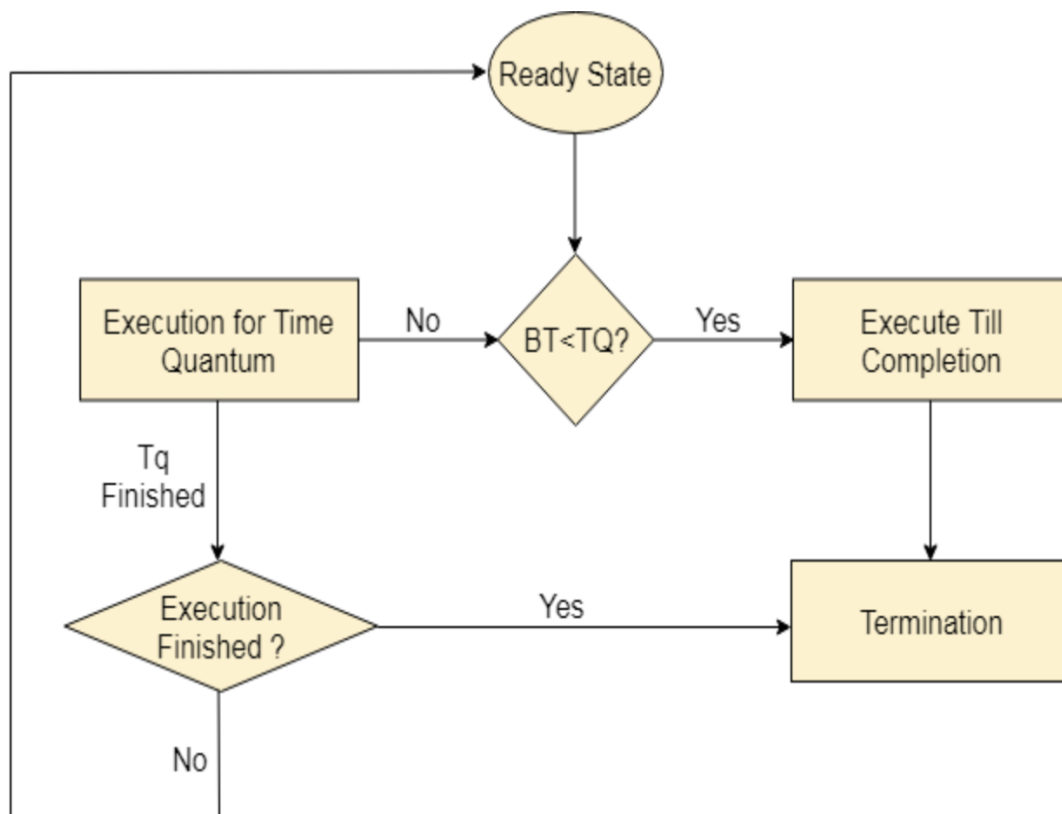 Ready State
Execution for Time
Quantum
No
BT<TQ?
Yes
Execute Till
Completion
Tq
Finished
Execution
Finished ?
Yes
Termination
No